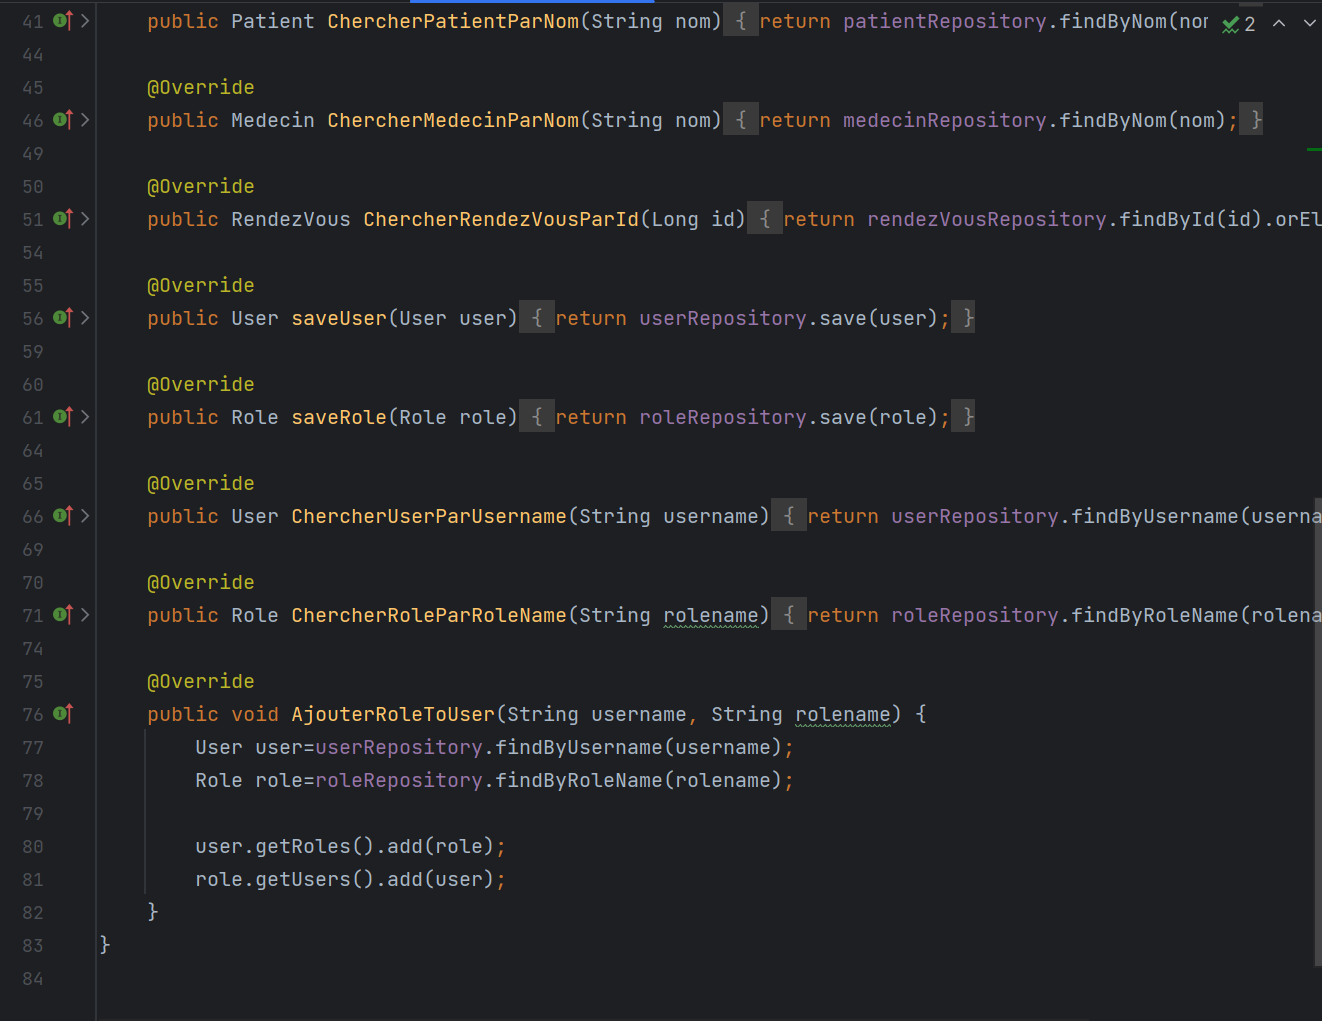 41 public Patient ChercherPatientParNom(String nom) { return patientRepository.findByNom(nom 2
44
45 @Override
46 public Medecin ChercherMedecinParNom(String nom) { return medecinRepository.findByNom(nom); }
49
50 @Override
51 public RendezVous ChercherRendezVousParId(Long id) { return rendezVousRepository.findById(id).orEl
54
55 @Override
56 public User saveUser(User user) { return userRepository.save(user); }
59
60 @Override
61 public Role saveRole(Role role) { return roleRepository.save(role); }
64
65 @Override
66 public User ChercherUserParUsername(String username) { return userRepository.findByUsername(userna
69
70 @Override
71 public Role ChercherRoleParRoleName(String rolename) { return roleRepository.findByRoleName(rolena
74
75 @Override
76 public void AjouterRoleToUser(String username, String rolename) {
77 User user=userRepository.findByUsername(username);
78 Role role=roleRepository.findByRoleName(rolename);
79
80 user.getRoles().add(role);
81 role.getUsers().add(user);
82 }
83 }
84